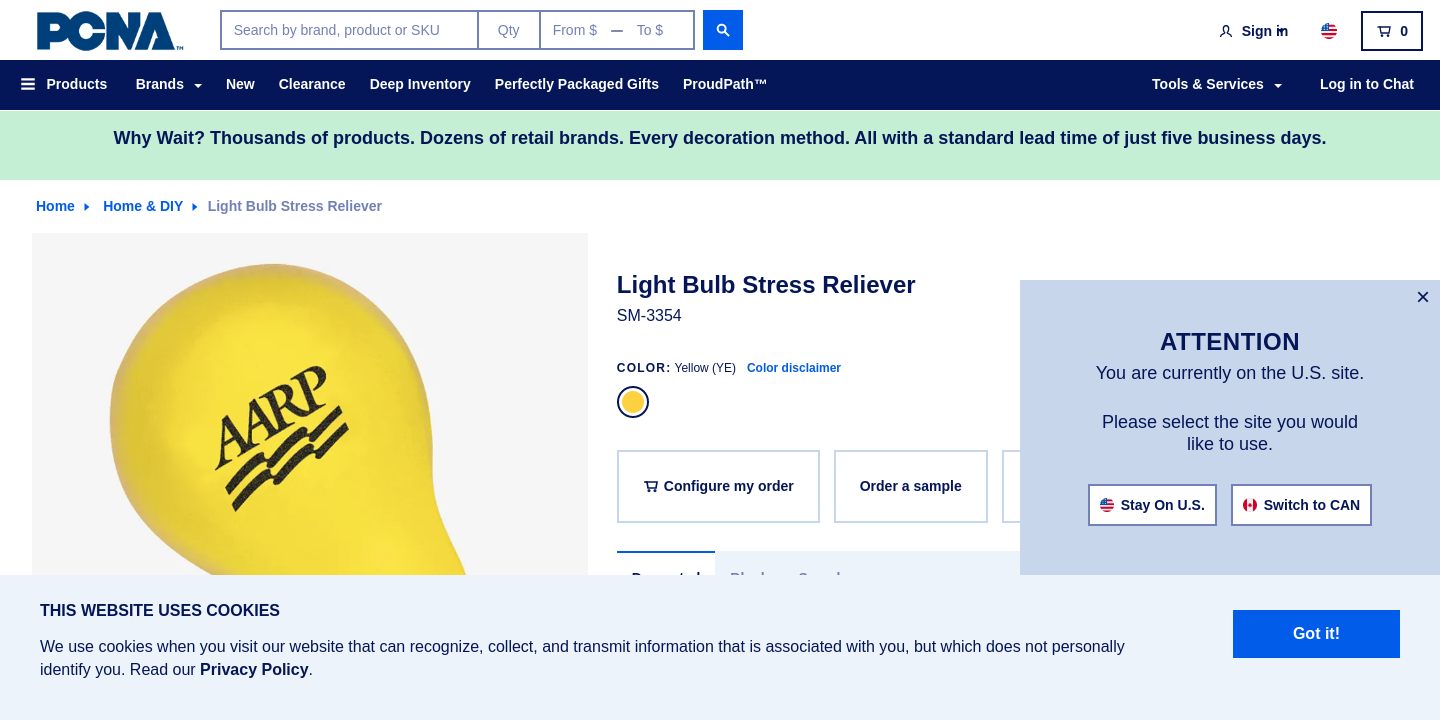 PCNA™
Search by brand, product or SKU
Qty
From $ — To $
Sign in
0
Products
Brands
New
Clearance
Deep Inventory
Perfectly Packaged Gifts
ProudPath™
Tools & Services
Log in to Chat
Why Wait? Thousands of products. Dozens of retail brands. Every decoration method. All with a standard lead time of just five business days.
Home
Home & DIY
Light Bulb Stress Reliever
AARP
Light Bulb Stress Reliever
SM-3354
COLOR: Yellow (YE) Color disclaimer
Configure my order
Order a sample
ATTENTION
You are currently on the U.S. site.
Please select the site you would
like to use.
Stay On U.S.
Switch to CAN
THIS WEBSITE USES COOKIES
We use cookies when you visit our website that can recognize, collect, and transmit information that is associated with you, but which does not personally
identify you. Read our Privacy Policy.
Got it!